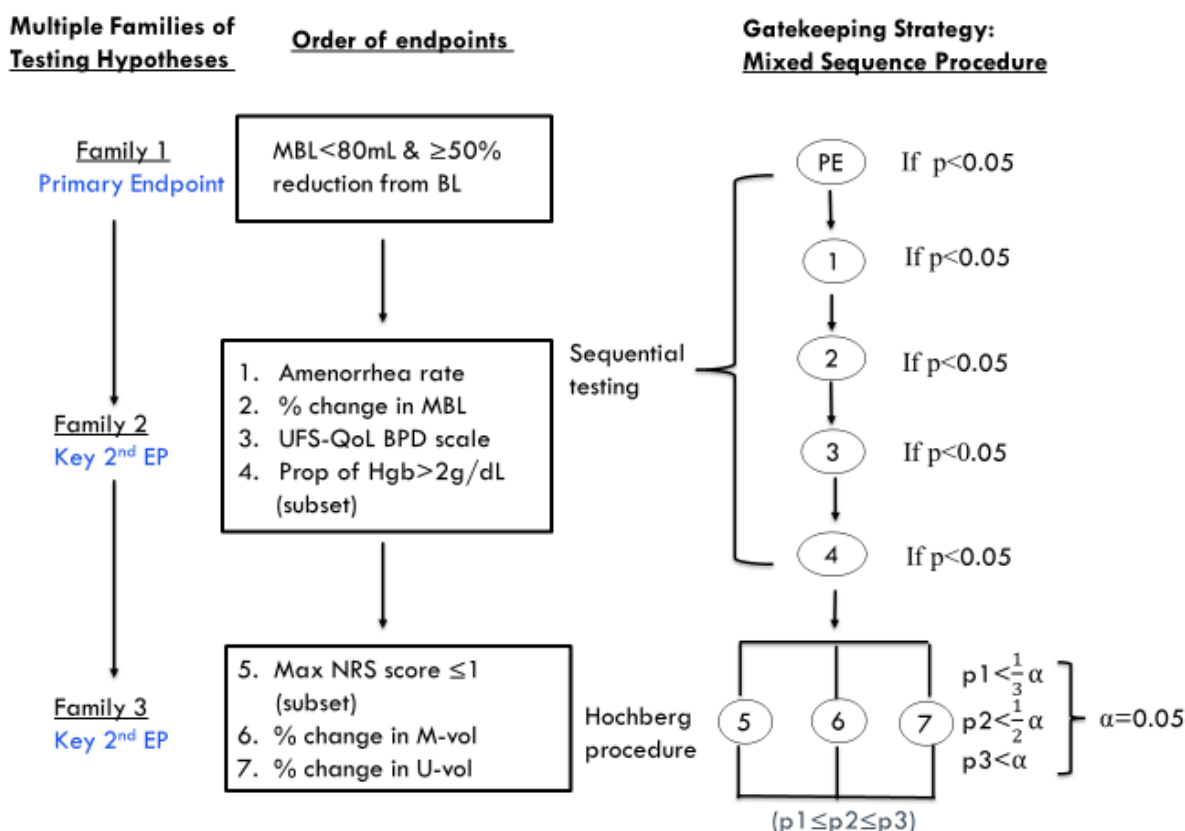 Multiple Families of
Testing Hypotheses
Order of endpoints
Gatekeeping Strategy:
Mixed Sequence Procedure
Family 1
Primary Endpoint
MBL<80mL & ≥50%
reduction from BL
PE
If p<0.05
1
If p<0.05
2
If p<0.05
3
If p<0.05
4
If p<0.05
Sequential
testing
Family 2
Key 2nd EP
1. Amenorrhea rate
2. % change in MBL
3. UFS-QoL BPD scale
4. Prop of Hgb>2g/dL
(subset)
Family 3
Key 2nd EP
5. Max NRS score ≤1
(subset)
6. % change in M-vol
7. % change in U-vol
Hochberg
procedure
5
6
7
p1<1/3 α
p2<1/2 α
p3<α
α=0.05
(p1≤p2≤p3)